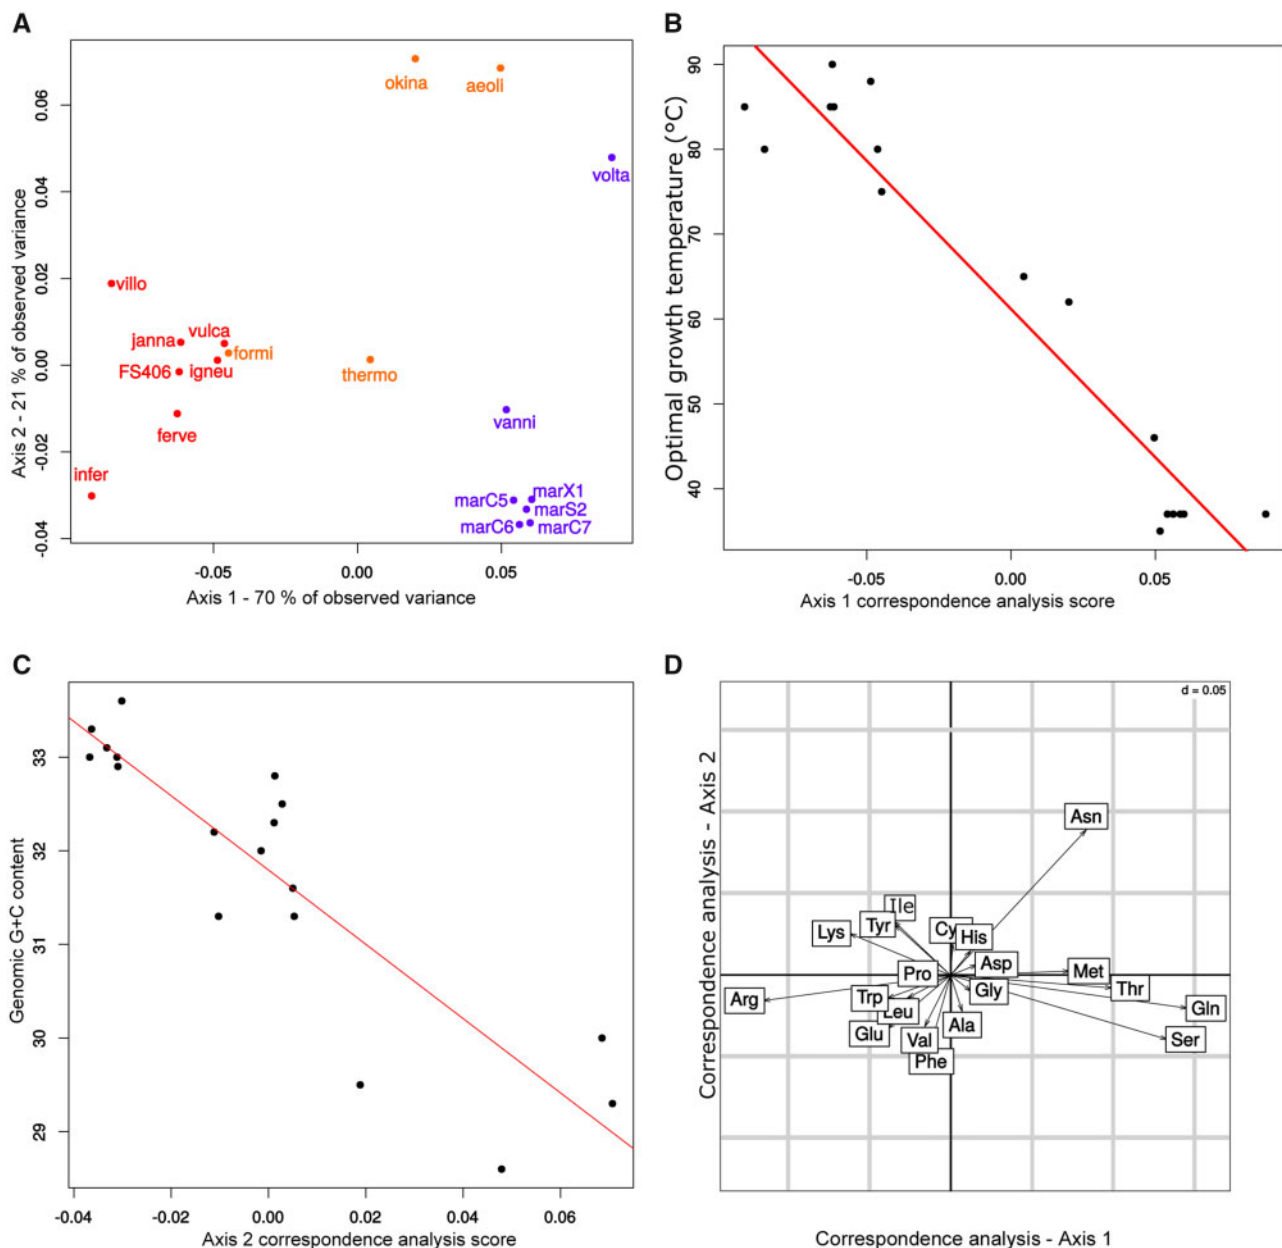 A
okina
aeoli
volta
villo
janna
vulca
formi
FS406
igneu
thermo
ferve
vanni
infer
marC5
marX1
marS2
marC6
marC7
0.06
0.04
0.02
0.00
-0.02
-0.04
Axis 2 - 21 % of observed variance
-0.05
0.00
0.05
Axis 1 - 70 % of observed variance
B
90
80
70
60
50
40
Optimal growth temperature (°C)
-0.05
0.00
0.05
Axis 1 correspondence analysis score
C
33
32
31
30
29
Genomic G+C content
-0.04
-0.02
0.00
0.02
0.04
0.06
Axis 2 correspondence analysis score
D
d = 0.05
Asn
Ile
Tyr
Lys
Cy
His
Asp
Pro
Met
Thr
Arg
Trp
Gly
Gln
Leu
Ala
Glu
Val
Ser
Phe
Correspondence analysis - Axis 2
Correspondence analysis - Axis 1